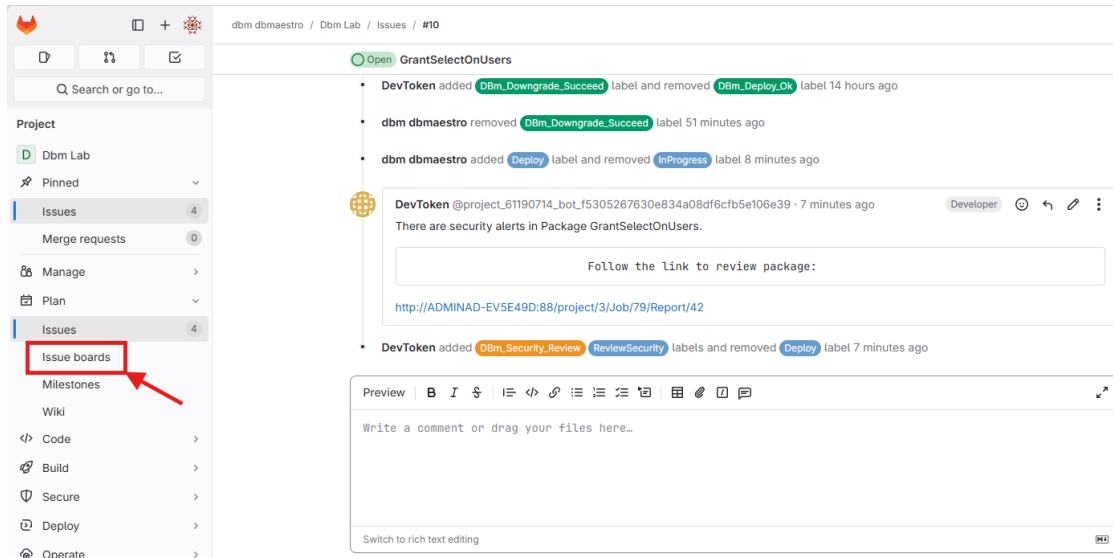 dbm dbmaestro / Dbm Lab / Issues / #10
Search or go to...
Project
D Dbm Lab
Pinned
Issues 4
Merge requests 0
Manage
Plan
Issues 4
Issue boards
Milestones
Wiki
Code
Build
Secure
Deploy
Operate
Open GrantSelectOnUsers
DevToken added DBm_Downgrade_Succeed label and removed DBm_Deploy_Ok label 14 hours ago
dbm dbmaestro removed DBm_Downgrade_Succeed label 51 minutes ago
dbm dbmaestro added Deploy label and removed InProgress label 8 minutes ago
DevToken @project_61190714_bot_f5305267630e834a08df6cfb5e106e39 · 7 minutes ago Developer
There are security alerts in Package GrantSelectOnUsers.
Follow the link to review package:
http://ADMINAD-EV5E49D:88/project/3/Job/79/Report/42
DevToken added DBm_Security_Review ReviewSecurity labels and removed Deploy label 7 minutes ago
Preview B I S
Write a comment or drag your files here…
Switch to rich text editing